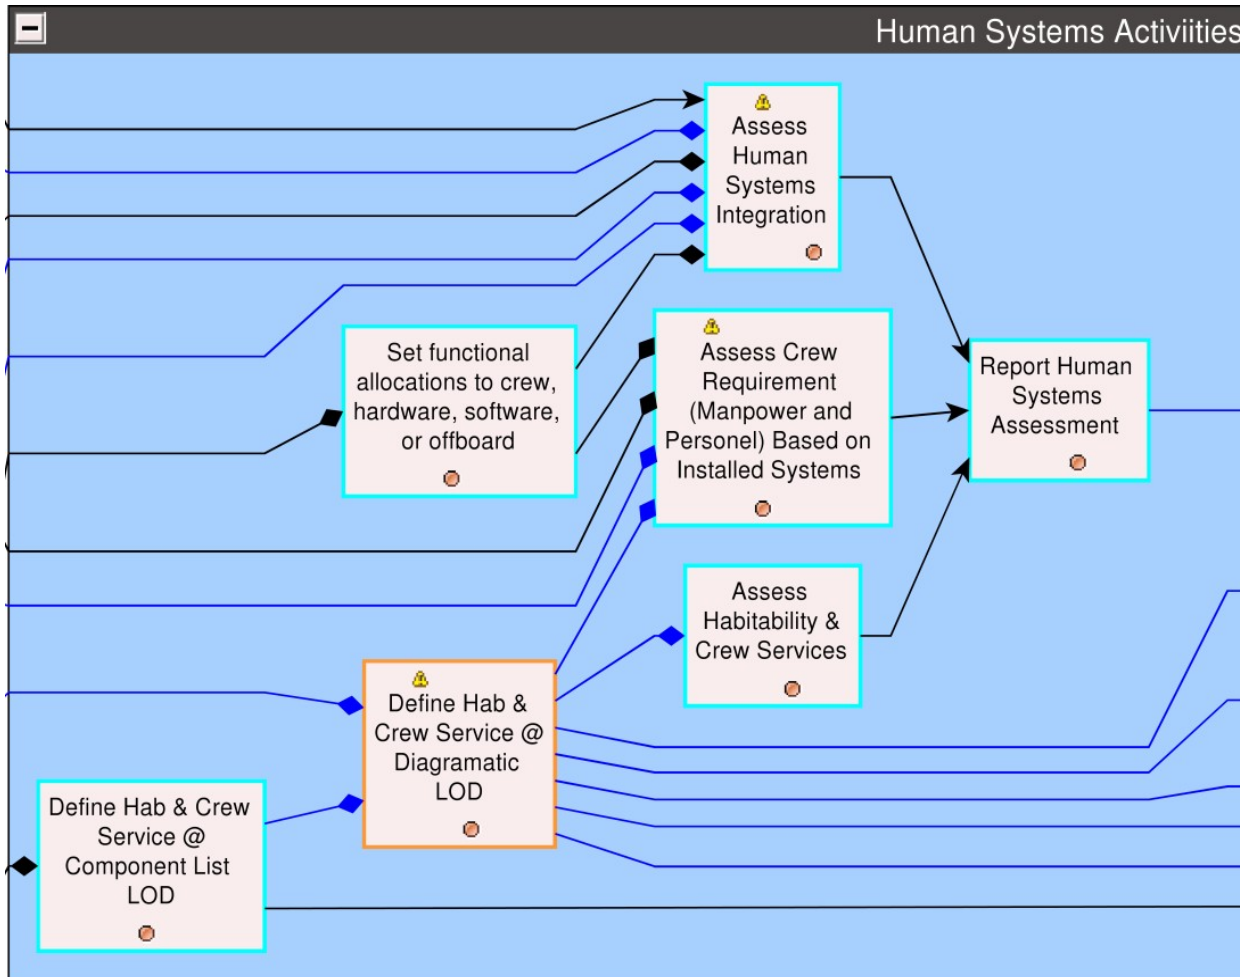 Human Systems Activiities
Assess
Human
Systems
Integration
Set functional
allocations to crew,
hardware, software,
or offboard
Assess Crew
Requirement
(Manpower and
Personel) Based on
Installed Systems
Report Human
Systems
Assessment
Assess
Habitability &
Crew Services
Define Hab &
Crew Service @
Diagramatic
LOD
Define Hab & Crew
Service @
Component List
LOD